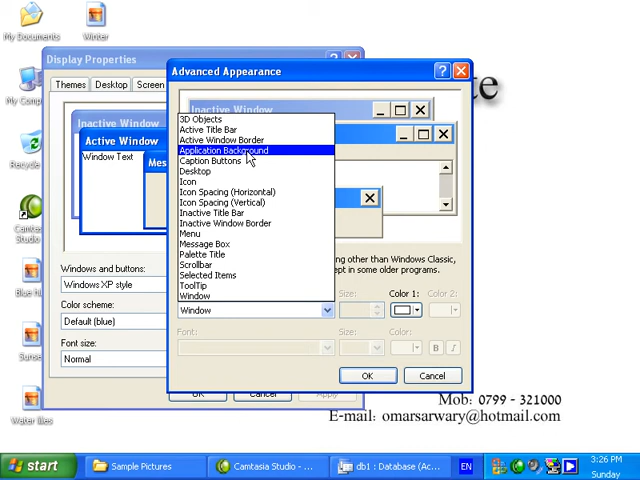 My Documents
Winter
Display Properties
Themes
Desktop
Screen
Advanced Appearance
My Comp
Inactive Window
Active Window
Window Text
Mes
Inactive Window
3D Objects
Active Title Bar
Active Window Border
Application Background
Caption Buttons
Desktop
Icon
Icon Spacing (Horizontal)
Icon Spacing (Vertical)
Inactive Title Bar
Inactive Window Border
Menu
Message Box
Palette Title
Scrollbar
Selected Items
ToolTip
Window
Recycle
Camtasia
Studio
ing other than Windows Classic,
ept in some older programs.
Windows and buttons:
Windows XP style
Color scheme:
Default (blue)
Font size:
Normal
Blue hil
Sunse
Water lilies
Window
Size:
Color 1:
Color 2:
Font:
Size:
Color:
B
I
OK
Cancel
OK
Cancel
Apply
te
Mob: 0799 - 321000
E-mail: omarsarwary@hotmail.com
start
Sample Pictures
Camtasia Studio - ...
db1 : Database (Ac...
EN
3:26 PM
Sunday